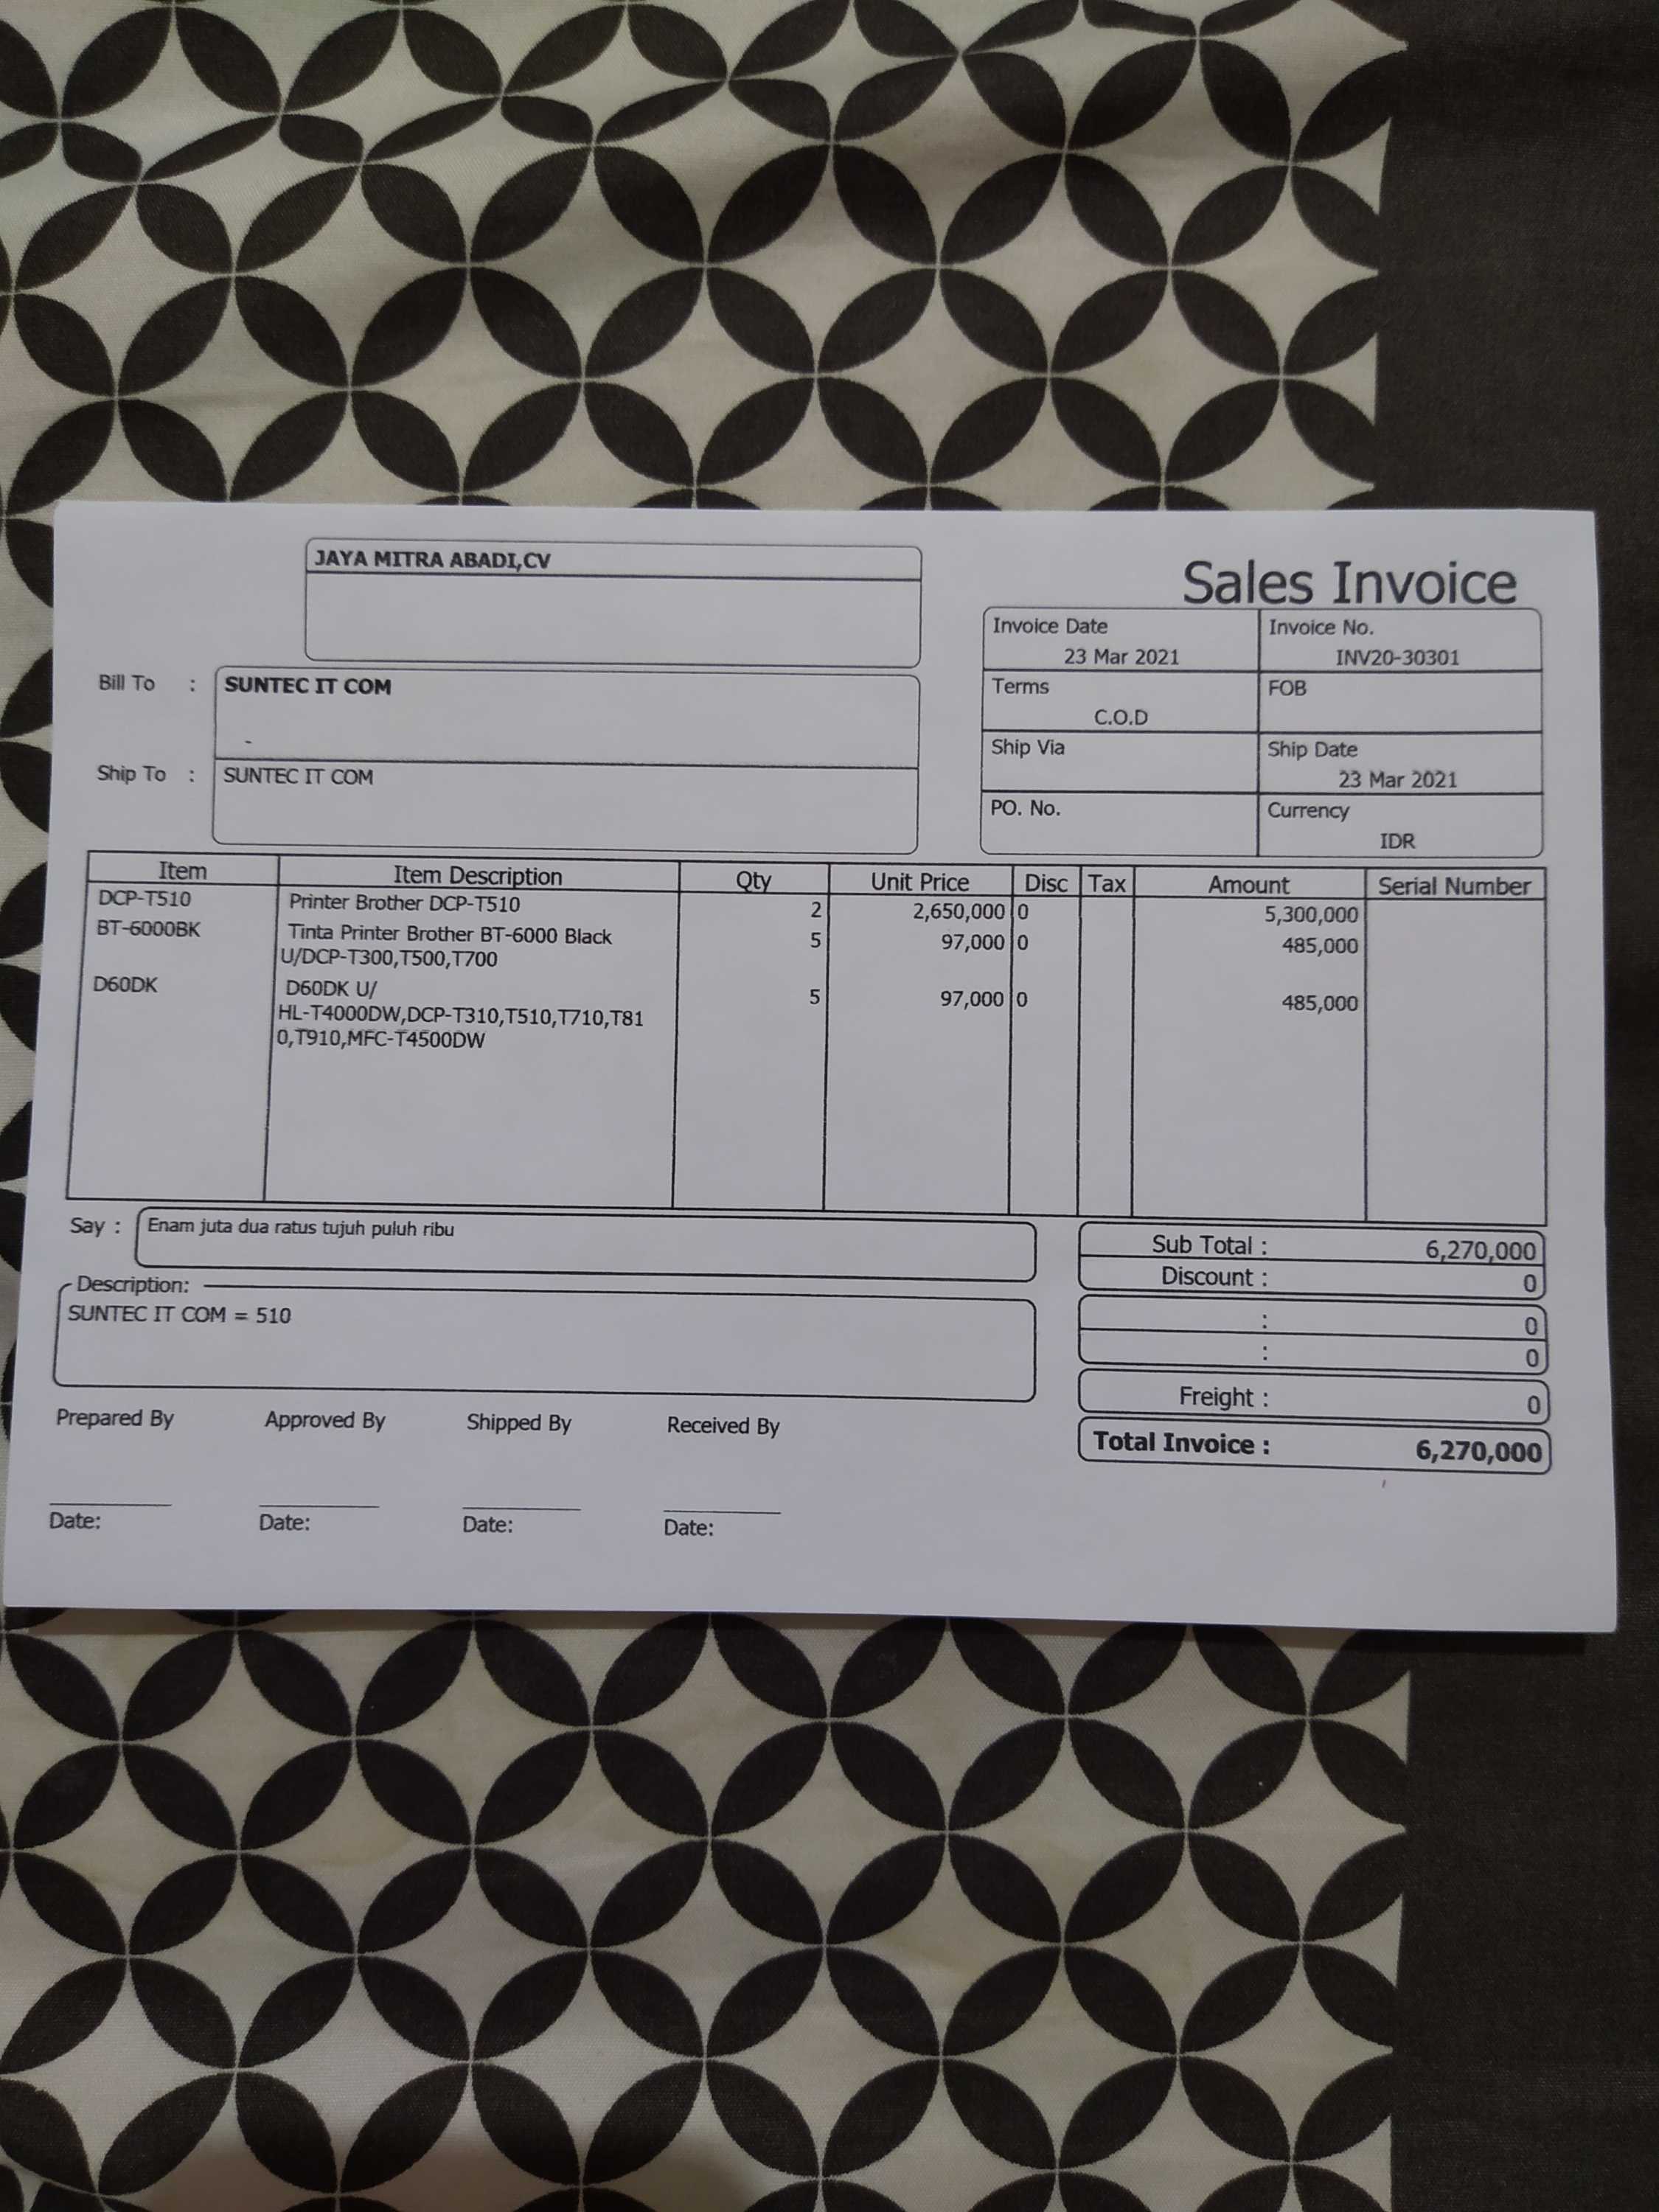 JAYA MITRA ABADI,CV
Sales Invoice
Invoice Date
23 Mar 2021
Invoice No.
INV20-30301
Bill To :
SUNTEC IT COM
-
Terms
C.O.D
FOB
Ship Via
Ship Date
23 Mar 2021
Ship To :
SUNTEC IT COM
PO. No.
Currency
IDR
Item Item Description Qty Unit Price Disc Tax Amount Serial Number
DCP-T510 Printer Brother DCP-T510 2 2,650,000 0 5,300,000
BT-6000BK Tinta Printer Brother BT-6000 Black 5 97,000 0 485,000
U/DCP-T300,T500,T700
D60DK D60DK U/ 5 97,000 0 485,000
HL-T4000DW,DCP-T310,T510,T710,T81
0,T910,MFC-T4500DW
Say : Enam juta dua ratus tujuh puluh ribu
Sub Total : 6,270,000
Discount : 0
Description:
SUNTEC IT COM = 510
: 0
: 0
Freight : 0
Total Invoice : 6,270,000
Prepared By Approved By Shipped By Received By
Date: Date: Date: Date: